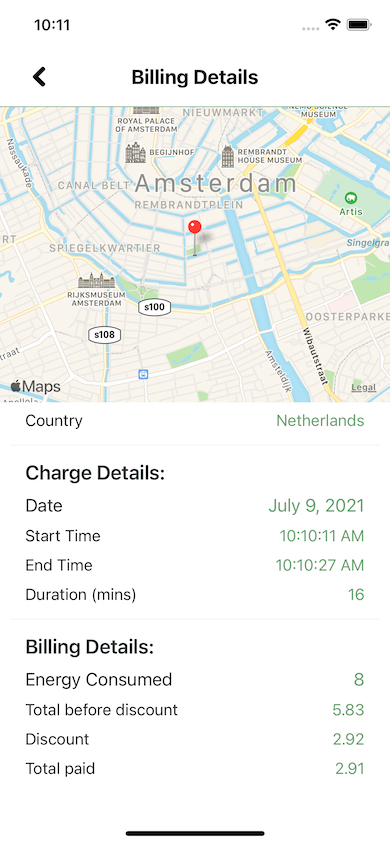 10:11
Billing Details
NIEUWMARKT
NEMO SCIENCE
MUSEUM
ROYAL PALACE
OF AMSTERDAM
Nassaukade
BEGIJNHOF
REMBRANDT
HOUSE MUSEUM
CANAL BELT
Amsterdam
REMBRANDTPLEIN
Artis
SPIEGELKWARTIER
Singelgra
RT
RIJKSMUSEUM
AMSTERDAM
s100
OOSTERPARK
s108
Wibautstraat
traat
Amsteldijk
Maps
Legal
Country
Netherlands
Charge Details:
Date
July 9, 2021
Start Time
10:10:11 AM
End Time
10:10:27 AM
Duration (mins)
16
Billing Details:
Energy Consumed
8
Total before discount
5.83
Discount
2.92
Total paid
2.91